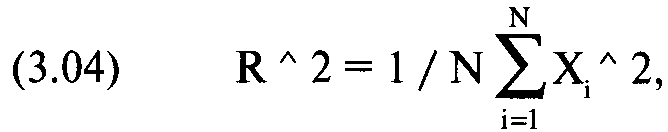 (3.04) R ^ 2 = 1 / N ∑_{i=1}^{N} X_i ^ 2,